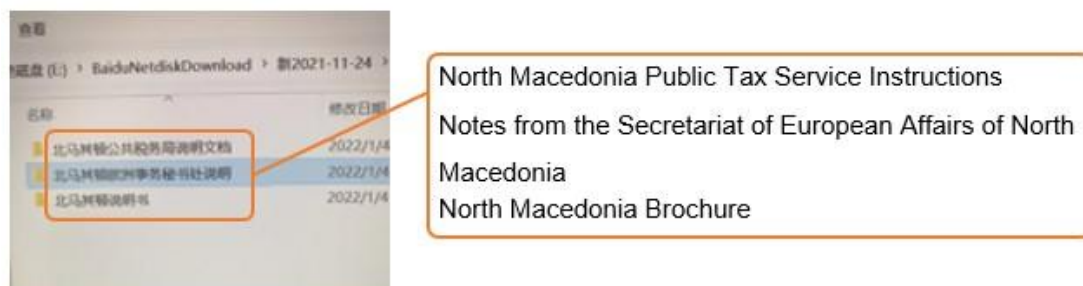 查看
磁盘 (E:) > BaiduNetdiskDownload > 新2021-11-24 >
名称
修改日期
北马其顿公共税务局说明文档
2022/1/4
北马其顿欧洲事务秘书处说明
2022/1/4
北马其顿说明书
2022/1/4
North Macedonia Public Tax Service Instructions
Notes from the Secretariat of European Affairs of North
Macedonia
North Macedonia Brochure